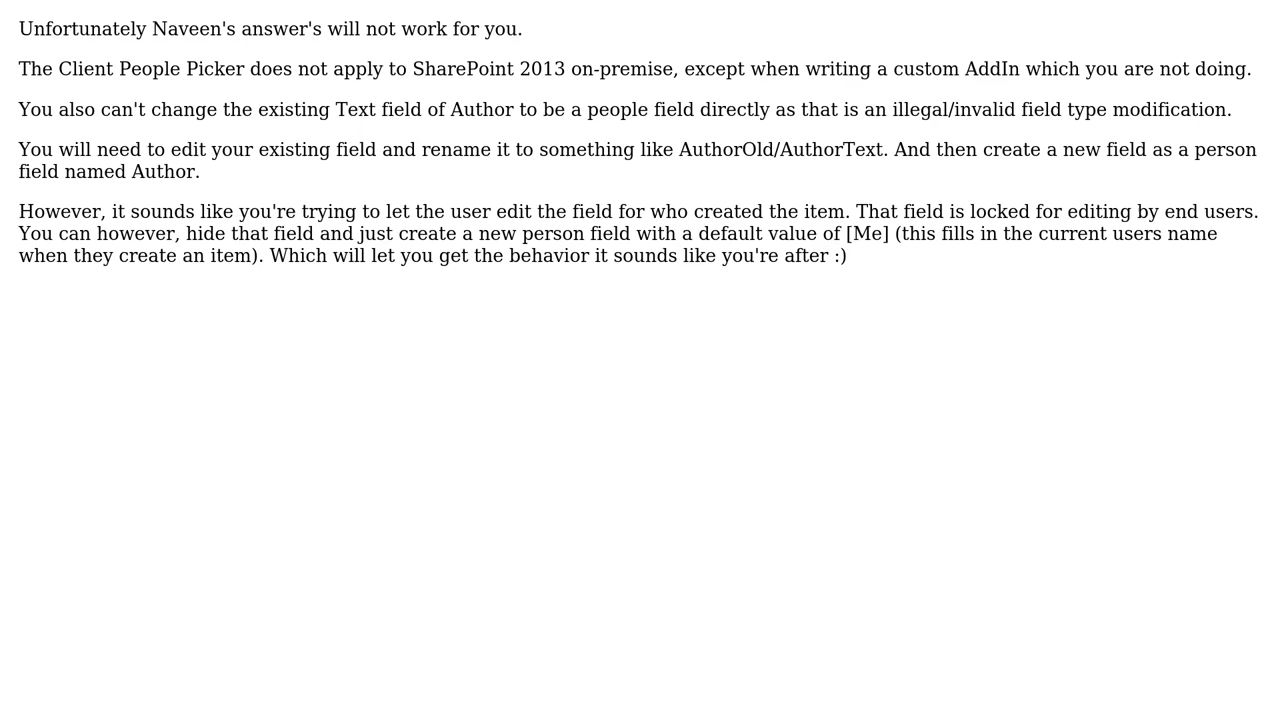 Unfortunately Naveen's answer's will not work for you.
The Client People Picker does not apply to SharePoint 2013 on-premise, except when writing a custom AddIn which you are not doing.
You also can't change the existing Text field of Author to be a people field directly as that is an illegal/invalid field type modification.
You will need to edit your existing field and rename it to something like AuthorOld/AuthorText. And then create a new field as a person
field named Author.
However, it sounds like you're trying to let the user edit the field for who created the item. That field is locked for editing by end users.
You can however, hide that field and just create a new person field with a default value of [Me] (this fills in the current users name
when they create an item). Which will let you get the behavior it sounds like you're after :)